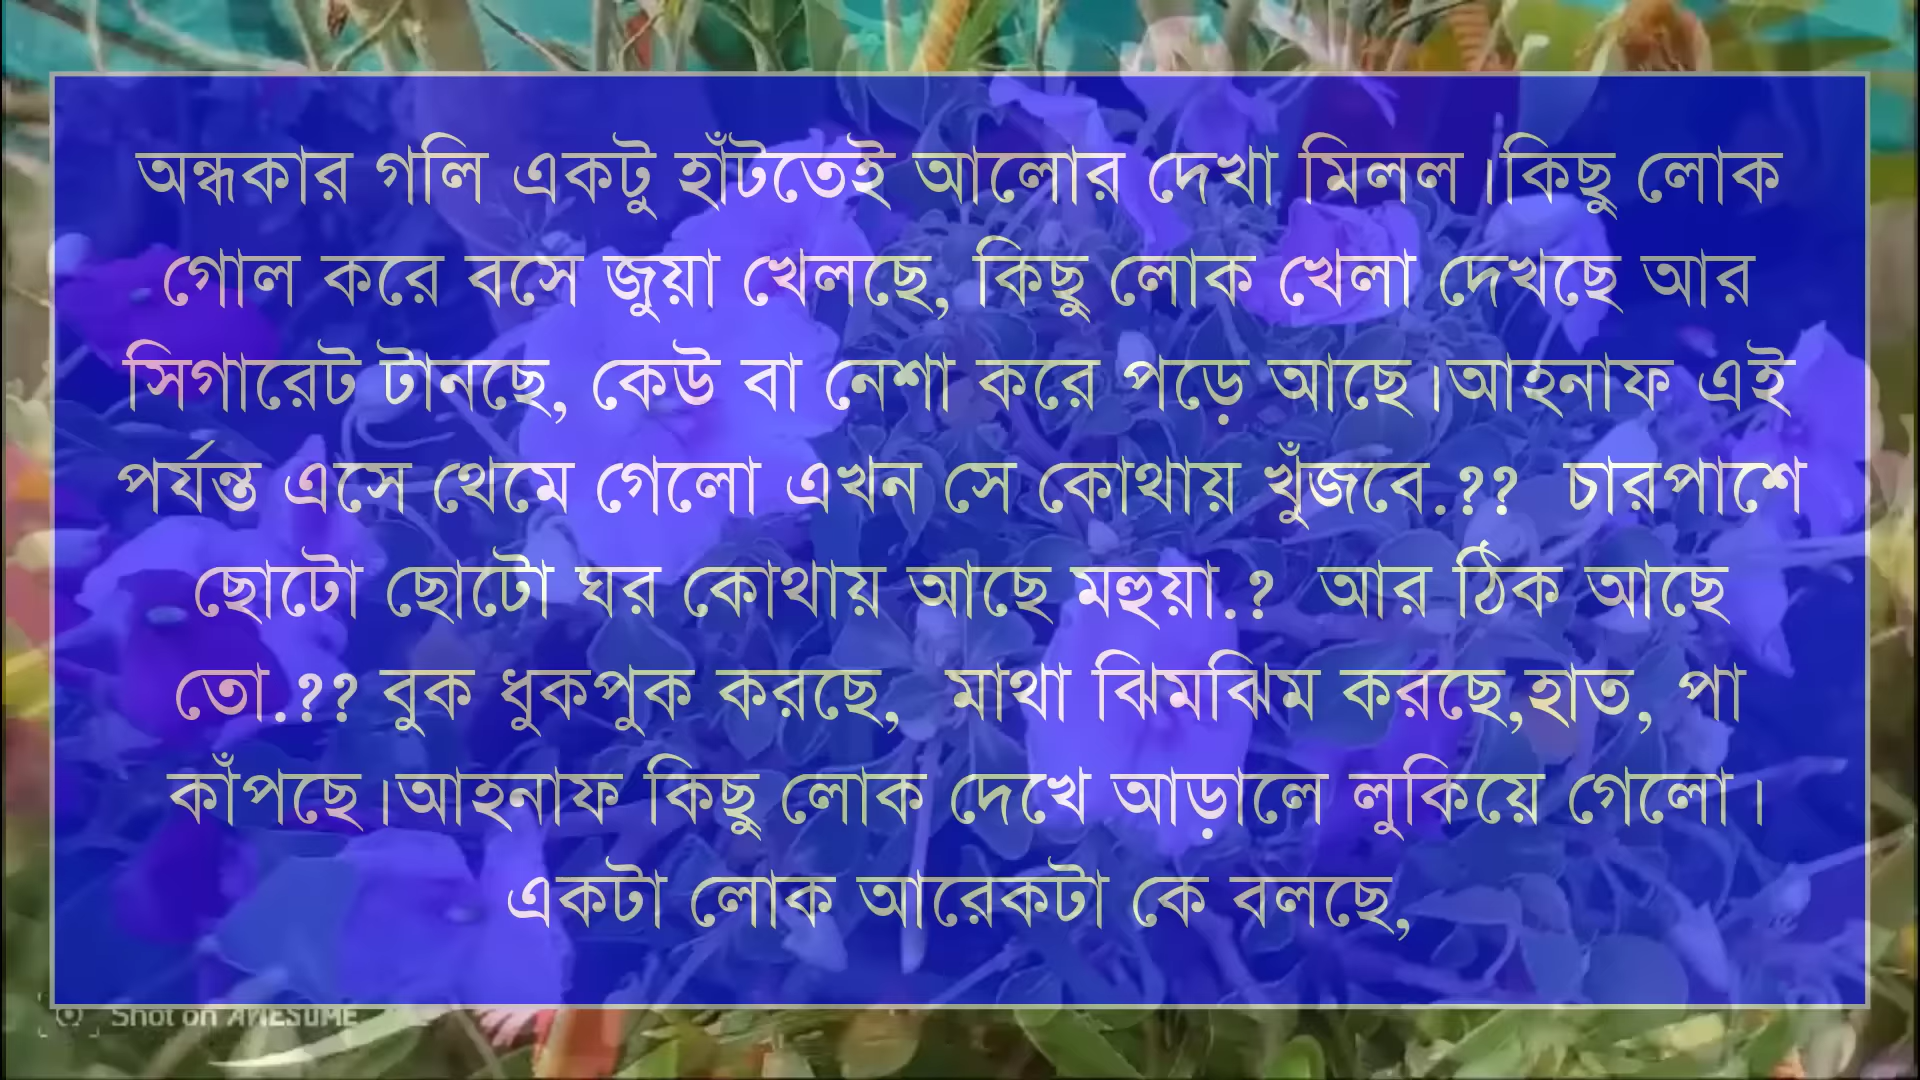 অন্ধকার গলি একটু হাঁটতেই আলোর দেখা মিলল।কিছু লোক
গোল করে বসে জুয়া খেলছে, কিছু লোক খেলা দেখছে আর
সিগারেট টানছে, কেউ বা নেশা করে পড়ে আছে।আহনাফ এই
পর্যন্ত এসে থেমে গেলো এখন সে কোথায় খুঁজবে.?? চারপাশে
ছোটো ছোটো ঘর কোথায় আছে মহুয়া.? আর ঠিক আছে
তো.?? বুক ধুকপুক করছে, মাথা ঝিমঝিম করছে,হাত, পা
কাঁপছে।আহনাফ কিছু লোক দেখে আড়ালে লুকিয়ে গেলো।
একটা লোক আরেকটা কে বলছে,
Shot on AWESOME